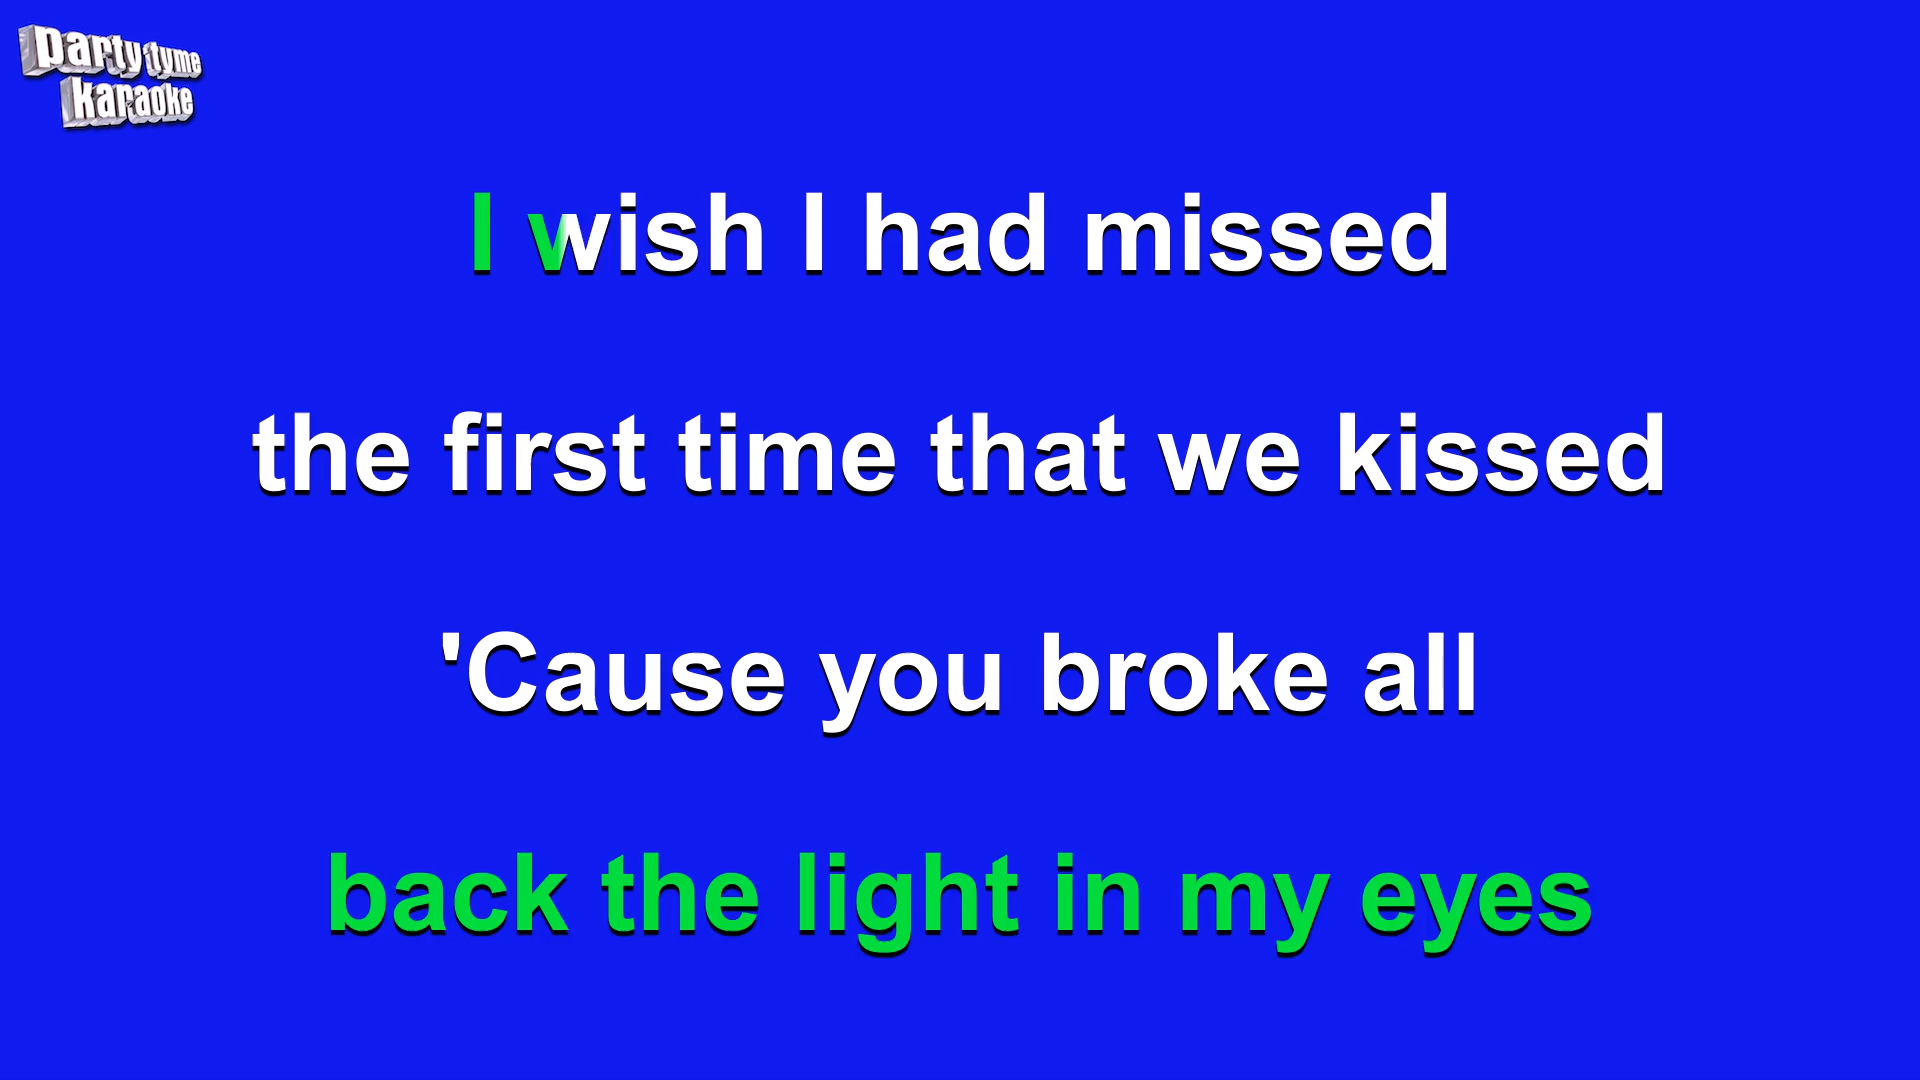 party tyme
karaoke
I wish I had missed
the first time that we kissed
'Cause you broke all
back the light in my eyes